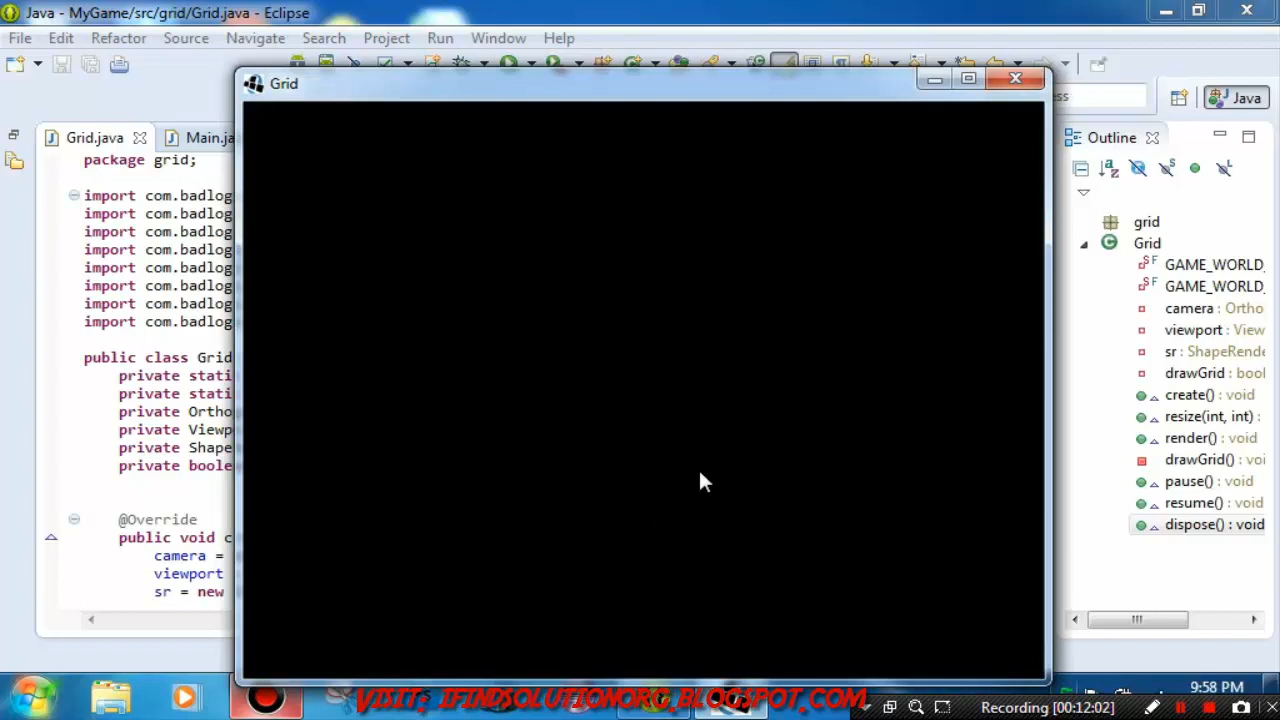 Java - MyGame/src/grid/Grid.java - Eclipse
File Edit Refactor Source Navigate Search Project Run Window Help
Grid
ess
Java
Grid.java
Main.ja
Outline
package grid;
import com.badlog
import com.badlog
import com.badlog
import com.badlog
import com.badlog
import com.badlog
import com.badlog
import com.badlog
public class Grid
private stati
private stati
private Ortho
private Viewp
private Shape
private boole
@Override
public void c
camera =
viewport
sr = new
grid
Grid
GAME_WORLD_
GAME_WORLD_
camera : Ortho
viewport : View
sr : ShapeRende
drawGrid : bool
create() : void
resize(int, int) :
render() : void
drawGrid() : voi
pause() : void
resume() : void
dispose() : void
VISIT: IFINDSOLUTIONORG.BLOGSPOT.COM
9:58 PM
Recording [00:12:02]